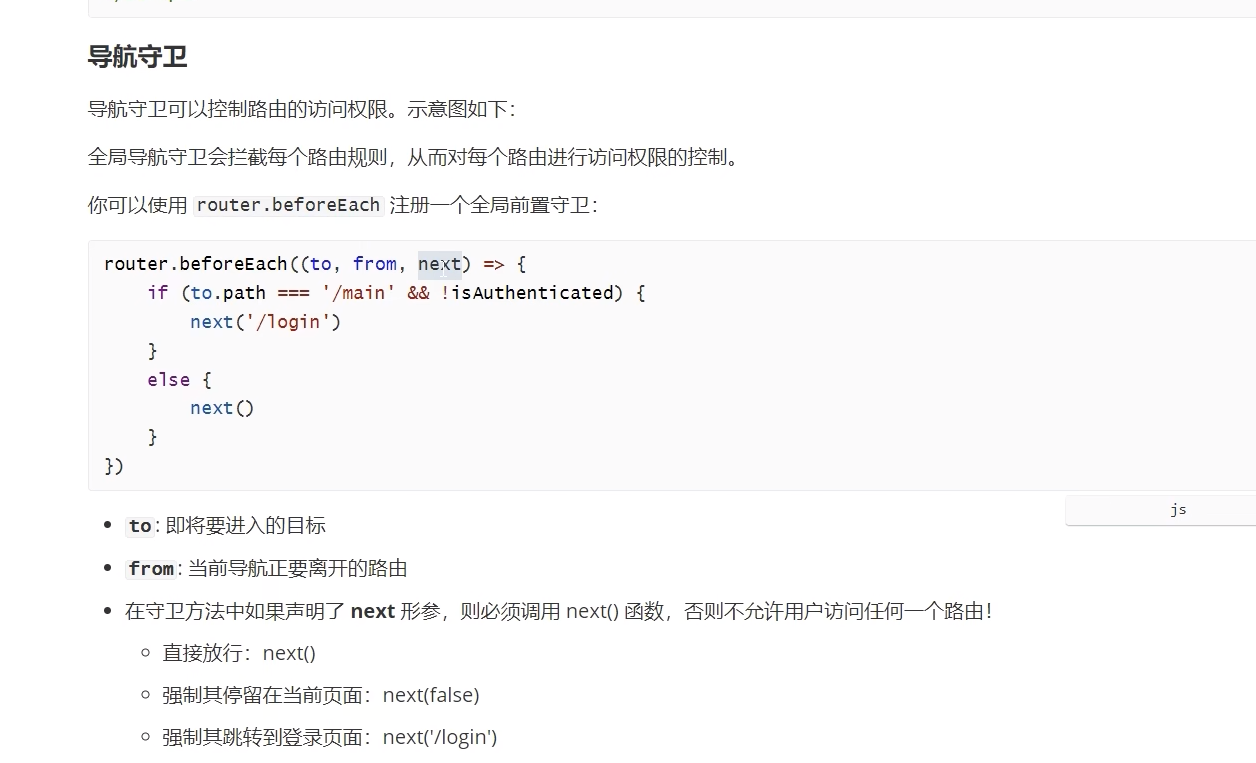 导航守卫
导航守卫可以控制路由的访问权限。示意图如下：
全局导航守卫会拦截每个路由规则，从而对每个路由进行访问权限的控制。
你可以使用 router.beforeEach 注册一个全局前置守卫：
router.beforeEach((to, from, next) => {
    if (to.path === '/main' && !isAuthenticated) {
        next('/login')
    }
    else {
        next()
    }
})
js
• to: 即将要进入的目标
• from: 当前导航正要离开的路由
• 在守卫方法中如果声明了 next 形参，则必须调用 next() 函数，否则不允许用户访问任何一个路由！
◦ 直接放行：next()
◦ 强制其停留在当前页面：next(false)
◦ 强制其跳转到登录页面：next('/login')